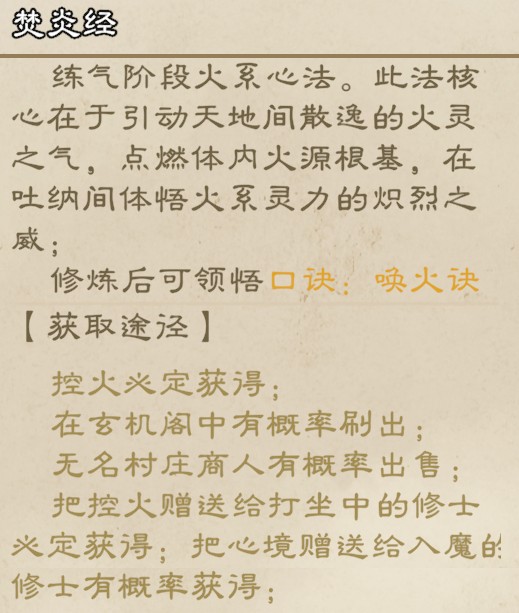 焚炎经
练气阶段火系心法。此法核
心在于引动天地间散逸的火灵
之气，点燃体内火源根基，在
吐纳间体悟火系灵力的炽烈之
威；
修炼后可领悟口诀：唤火诀
【获取途径】
控火必定获得；
在玄机阁中有概率刷出；
无名村庄商人有概率出售；
把控火赠送给打坐中的修士
必定获得；把心境赠送给入魔的
修士有概率获得；